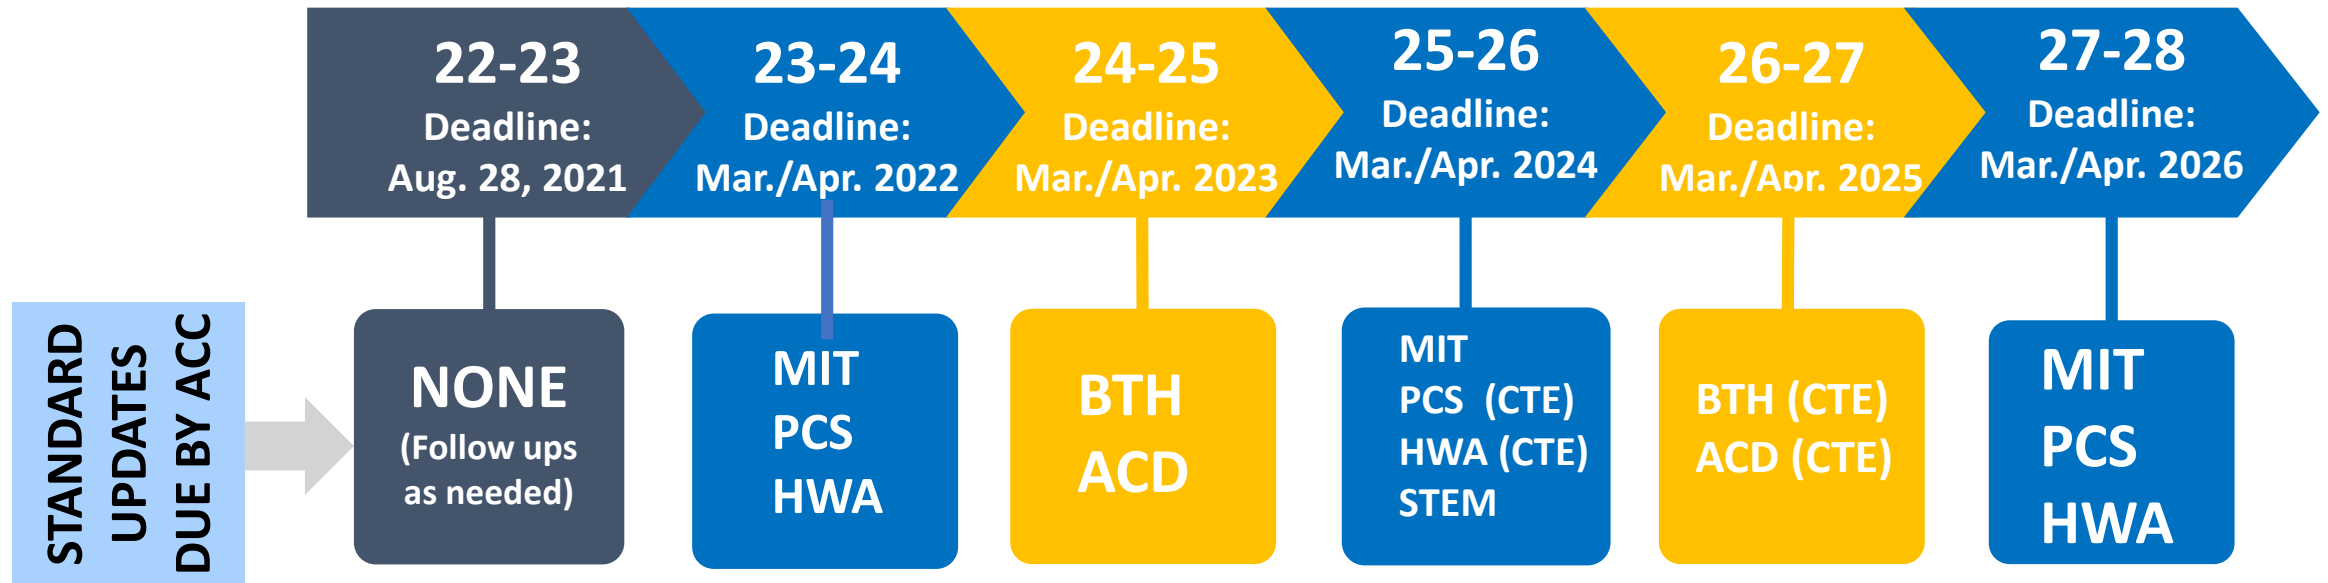 22-23
Deadline:
Aug. 28, 2021
23-24
Deadline:
Mar./Apr. 2022
24-25
Deadline:
Mar./Apr. 2023
25-26
Deadline:
Mar./Apr. 2024
26-27
Deadline:
Mar./Apr. 2025
27-28
Deadline:
Mar./Apr. 2026
STANDARD
UPDATES
DUE BY ACC
NONE
(Follow ups
as needed)
MIT
PCS
HWA
BTH
ACD
MIT
PCS (CTE)
HWA (CTE)
STEM
BTH (CTE)
ACD (CTE)
MIT
PCS
HWA